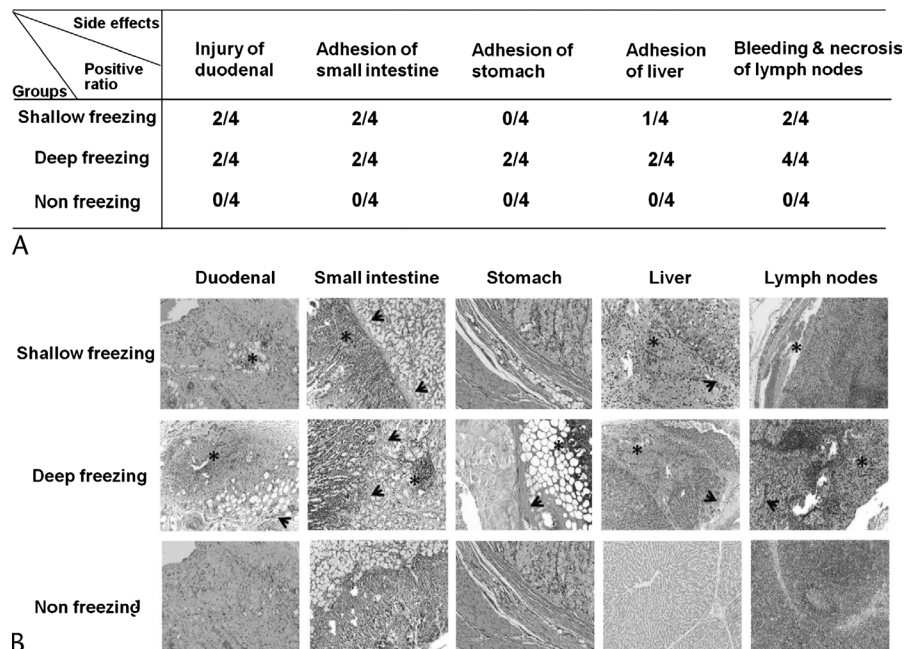 Side effects
Positive
ratio
Groups
Injury of
duodenal
Adhesion of
small intestine
Adhesion of
stomach
Adhesion
of liver
Bleeding & necrosis
of lymph nodes
Shallow freezing 2/4 2/4 0/4 1/4 2/4
Deep freezing 2/4 2/4 2/4 2/4 4/4
Non freezing 0/4 0/4 0/4 0/4 0/4
A
Duodenal Small intestine Stomach Liver Lymph nodes
Shallow freezing
* * * *
Deep freezing
* * * * *
Non freezing
B